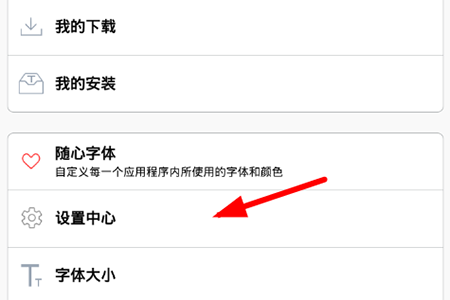 我的下载
我的安装
随心字体
自定义每一个应用程序内所使用的字体和颜色
设置中心
字体大小